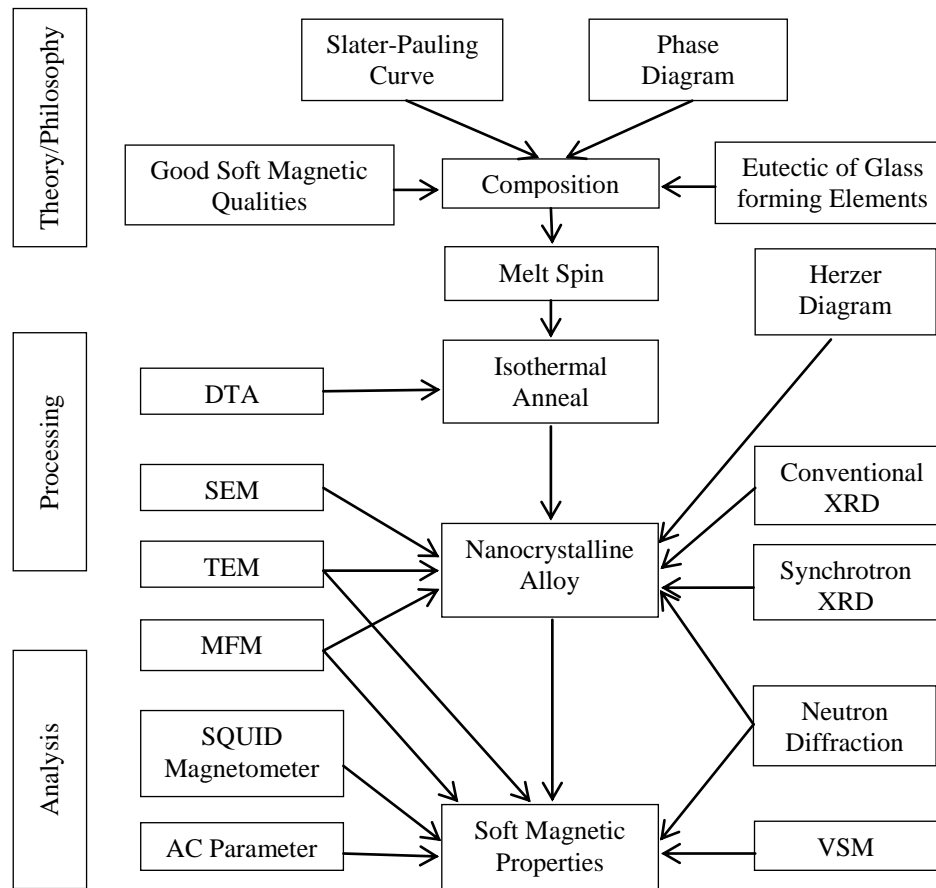 Theory/Philosophy
Slater-Pauling
Curve
Phase
Diagram
Good Soft Magnetic
Qualities
Composition
Eutectic of Glass
forming Elements
Melt Spin
Herzer
Diagram
Processing
Isothermal
Anneal
DTA
SEM
Conventional
XRD
Nanocrystalline
Alloy
TEM
Synchrotron
XRD
MFM
Analysis
SQUID
Magnetometer
Neutron
Diffraction
AC Parameter
Soft Magnetic
Properties
VSM